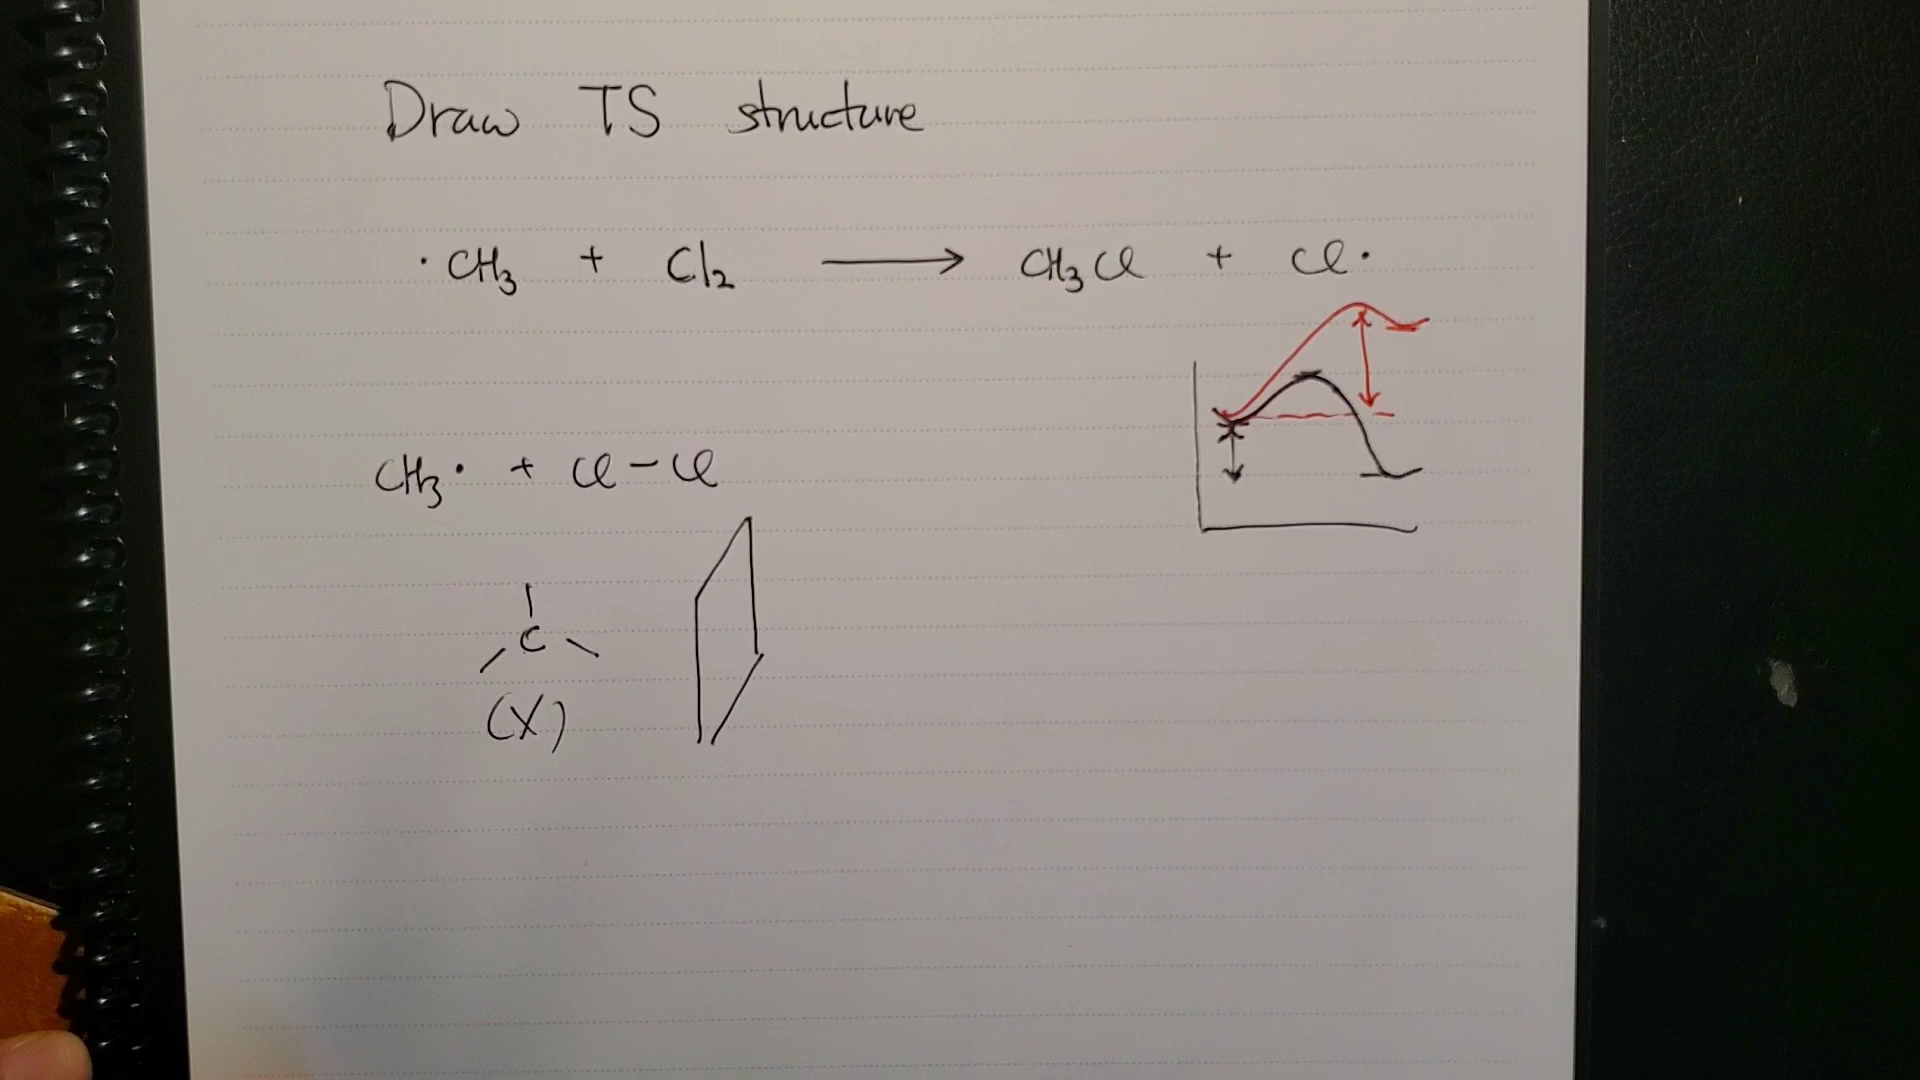 Draw TS structure
·CH₃ + Cl₂ ⟶ CH₃Cl + Cl·
CH₃· + Cl–Cl
C
(X)